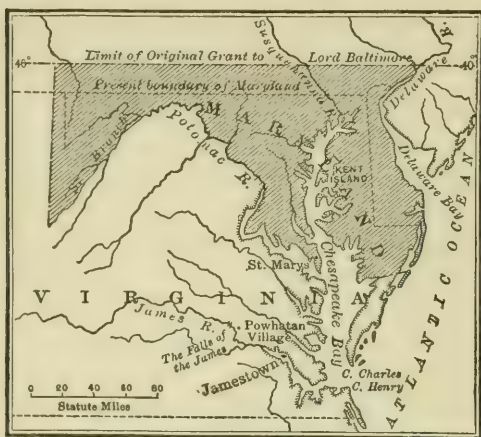 Susquehanna R.
Delaware R.
40° Limit of Original Grant to Lord Baltimore 40°
Present boundary of Maryland
MARYLAND
Potomac R.
Delaware Bay
KENT ISLAND
St. Marys
Chesapeake Bay
ATLANTIC OCEAN
VIRGINIA
James R.
Powhatan Village
The Falls of the James
Jamestown
C. Charles
C. Henry
0 20 40 60 80
Statute Miles